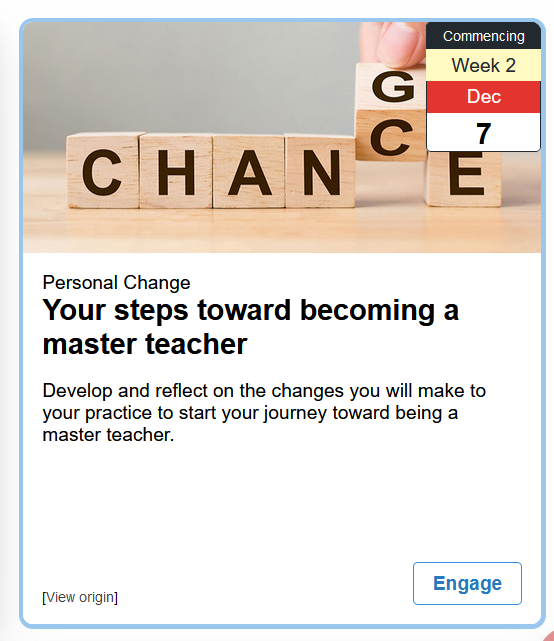 Commencing
Week 2
Dec
7
G
CHANCE
Personal Change
Your steps toward becoming a
master teacher
Develop and reflect on the changes you will make to
your practice to start your journey toward being a
master teacher.
[View origin]
Engage